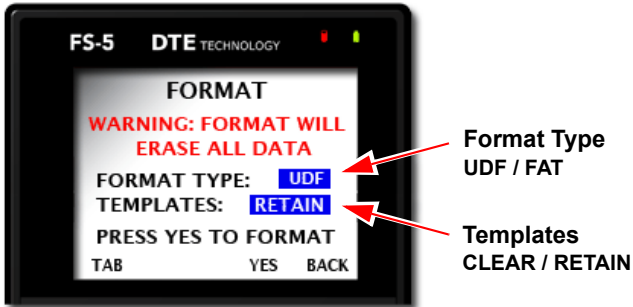 FS-5 DTE TECHNOLOGY
FORMAT
WARNING: FORMAT WILL
ERASE ALL DATA
FORMAT TYPE: UDF
TEMPLATES: RETAIN
PRESS YES TO FORMAT
TAB YES BACK
Format Type
UDF / FAT
Templates
CLEAR / RETAIN